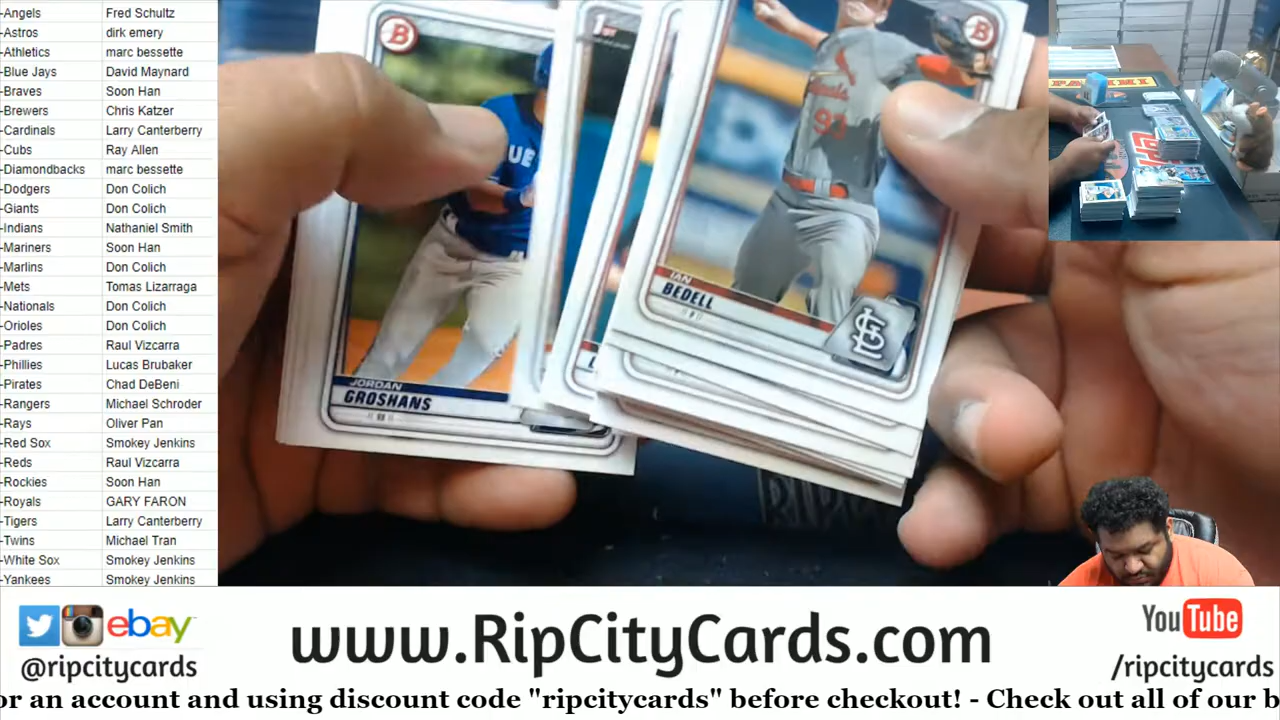 -Angels Fred Schultz
-Astros dirk emery
-Athletics marc bessette
-Blue Jays David Maynard
-Braves Soon Han
-Brewers Chris Katzer
-Cardinals Larry Canterberry
-Cubs Ray Allen
-Diamondbacks marc bessette
-Dodgers Don Colich
-Giants Don Colich
-Indians Nathaniel Smith
-Mariners Soon Han
-Marlins Don Colich
-Mets Tomas Lizarraga
-Nationals Don Colich
-Orioles Don Colich
-Padres Raul Vizcarra
-Phillies Lucas Brubaker
-Pirates Chad DeBeni
-Rangers Michael Schroder
-Rays Oliver Pan
-Red Sox Smokey Jenkins
-Reds Raul Vizcarra
-Rockies Soon Han
-Royals GARY FARON
-Tigers Larry Canterberry
-Twins Michael Tran
-White Sox Smokey Jenkins
-Yankees Smokey Jenkins
B
1ST
B
93
IAN
BEDELL
STL
JORDAN
GROSHANS
ebay
@ripcitycards
www.RipCityCards.com
YouTube
/ripcitycards
or an account and using discount code "ripcitycards" before checkout! - Check out all of our b